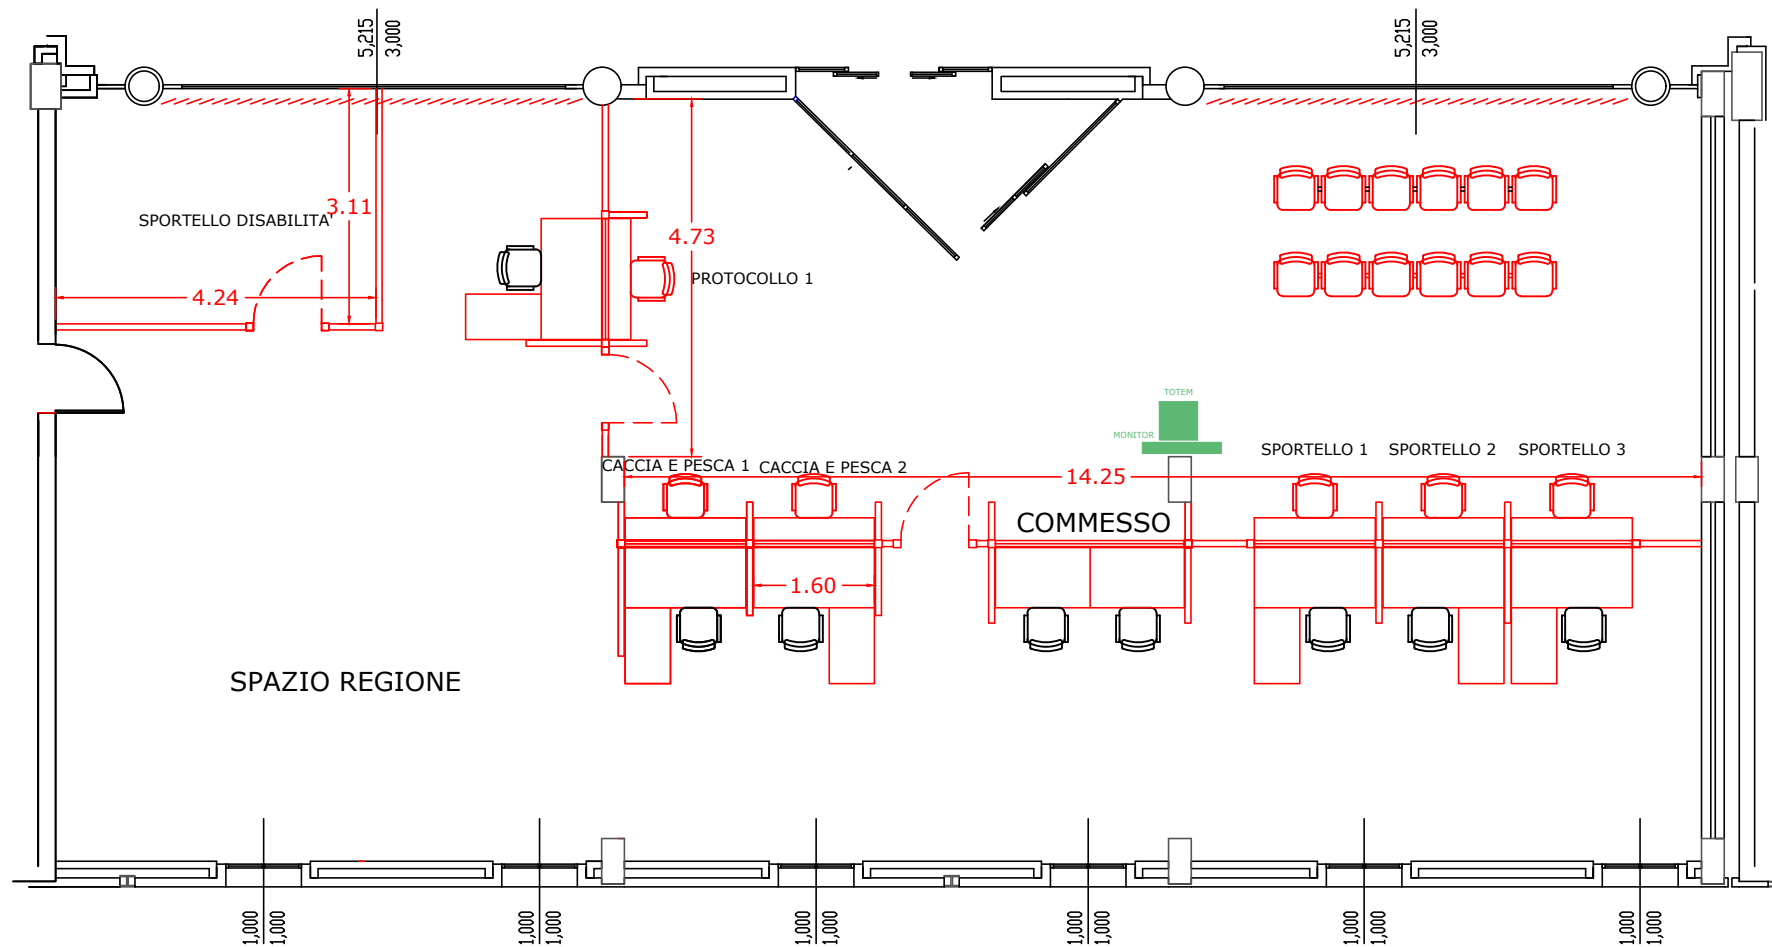 5,215
3,000
5,215
3,000
SPORTELLO DISABILITA'
3.11
4.73
PROTOCOLLO 1
4.24
TOTEM
MONITOR
SPORTELLO 1
SPORTELLO 2
SPORTELLO 3
CACCIA E PESCA 1
CACCIA E PESCA 2
14.25
COMMESSO
1.60
SPAZIO REGIONE
1,000
1,000
1,000
1,000
1,000
1,000
1,000
1,000
1,000
1,000
1,000
1,000